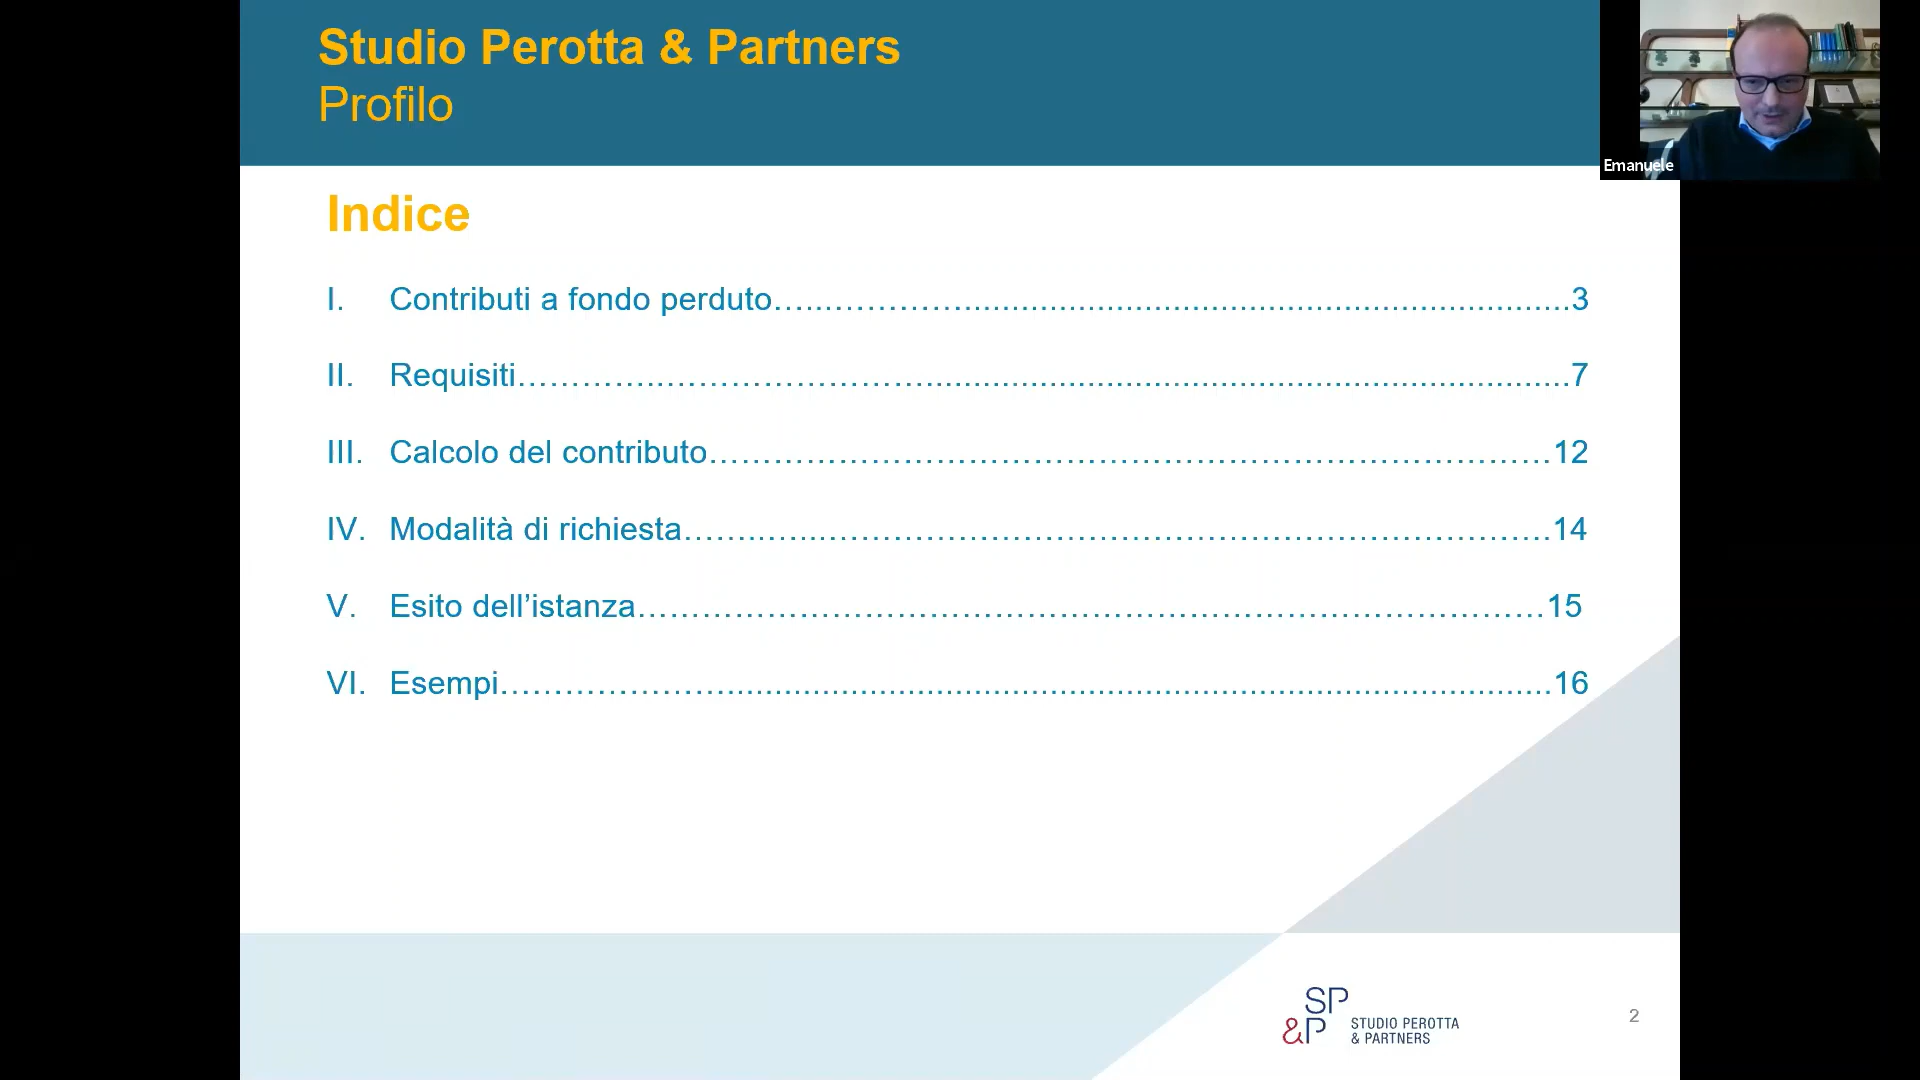 Studio Perotta & Partners
Profilo
Emanuele
Indice
I. Contributi a fondo perduto…...……………...............................................................................3
II. Requisiti……………..………………………...........................................................................7
III. Calcolo del contributo………………………………………………………………………………12
IV. Modalità di richiesta……...……...…………………………………………………………………14
V. Esito dell’istanza……………………………………………………………………………………15
VI. Esempi…………………….........................................................................................................16
SP
&P STUDIO PEROTTA
& PARTNERS
2